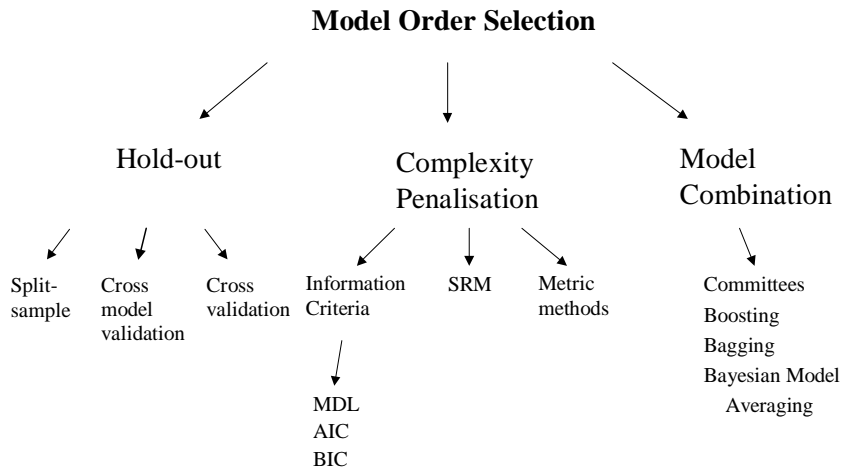 Model Order Selection
Hold-out
Complexity
Penalisation
Model
Combination
Split-
sample
Cross
model
validation
Cross
validation
Information
Criteria
SRM
Metric
methods
Committees
Boosting
Bagging
Bayesian Model
Averaging
MDL
AIC
BIC